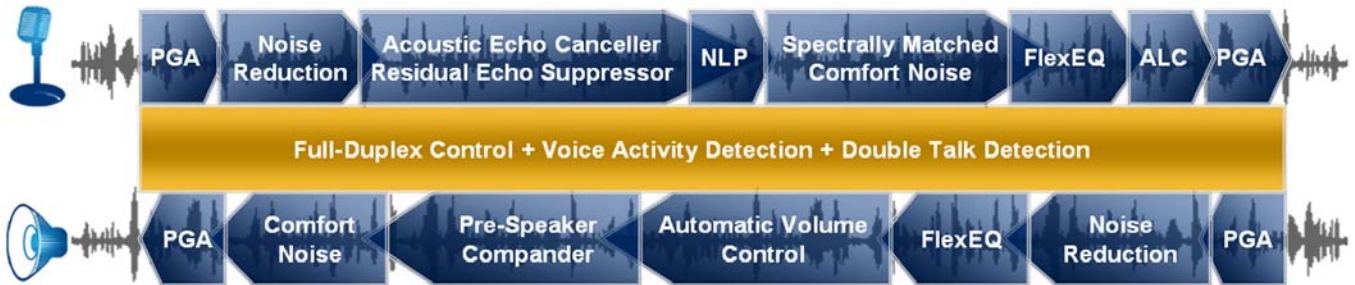 PGA
Noise
Reduction
Acoustic Echo Canceller
Residual Echo Suppressor
NLP
Spectrally Matched
Comfort Noise
FlexEQ
ALC
PGA
Full-Duplex Control + Voice Activity Detection + Double Talk Detection
PGA
Comfort
Noise
Pre-Speaker
Compander
Automatic Volume
Control
FlexEQ
Noise
Reduction
PGA